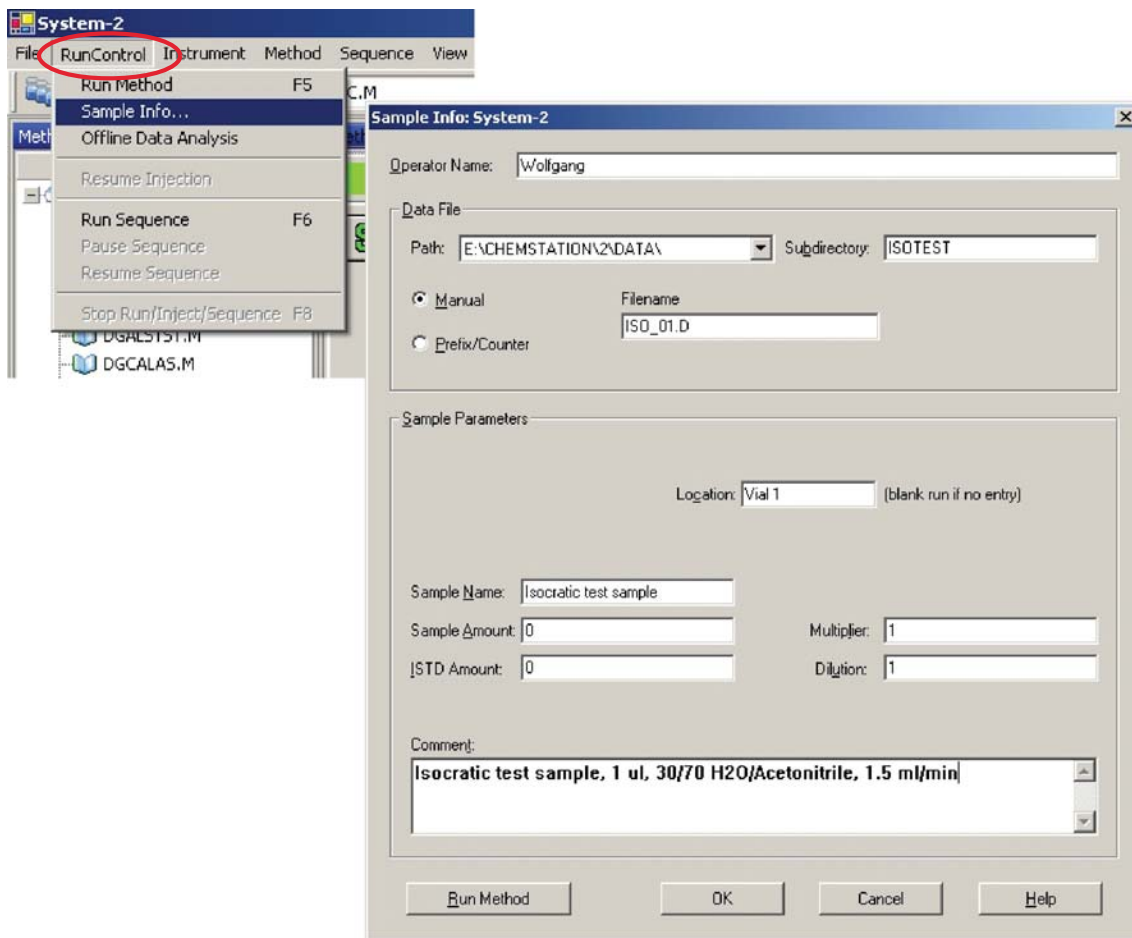 System-2
File RunControl Instrument Method Sequence View
Run Method F5
Sample Info...
Offline Data Analysis
Resume Injection
Run Sequence F6
Pause Sequence
Resume Sequence
Stop Run/Inject/Sequence F8
DGCALAS.M
C.M
Sample Info: System-2
Operator Name: Wolfgang
Data File
Path: E:\CHEMSTATION\2\DATA\ Subdirectory: ISOTEST
Manual Filename
ISO_01.D
Prefix/Counter
Sample Parameters
Location: Vial 1 (blank run if no entry)
Sample Name: Isocratic test sample
Sample Amount: 0 Multiplier: 1
ISTD Amount: 0 Dilution: 1
Comment:
Isocratic test sample, 1 ul, 30/70 H2O/Acetonitrile, 1.5 ml/min
Run Method OK Cancel Help